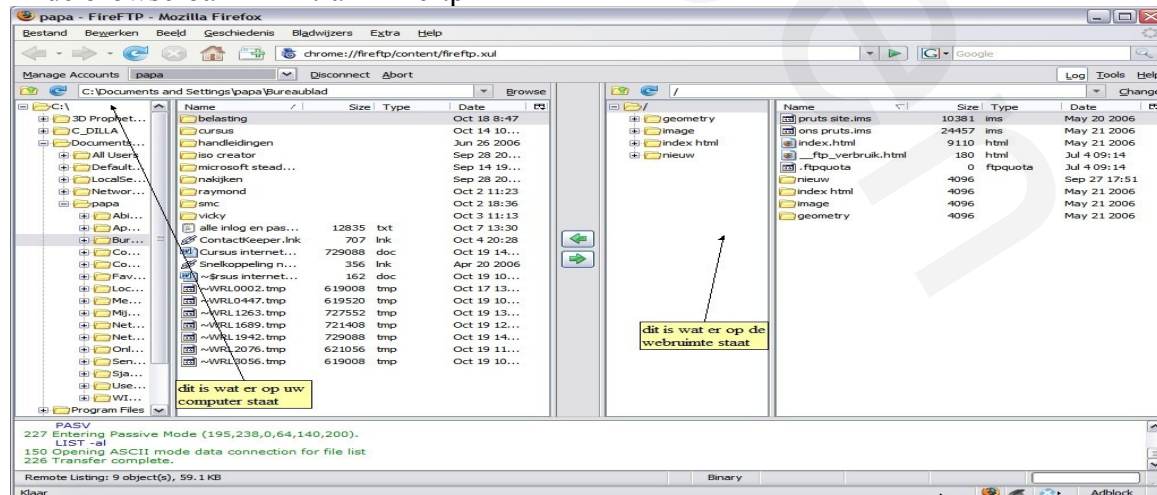 papa - FireFTP - Mozilla Firefox
Bestand Bewerken Beeld Geschiedenis Bladwijzers Extra Help
chrome://fireftp/content/fireftp.xul
Google
Manage Accounts papa Disconnect Abort Log Tools Help
C:\Documents and Settings\papa\Bureaublad Browse / Change
C:\
3D Prophet...
C_DILLA
Documents...
All Users
Default...
LocalSe...
Networ...
papa
Abi...
Ap...
Bur...
Co...
Co...
Fav...
Loc...
Me...
Mij...
Net...
Net...
Onl...
Sen...
Sja...
Use...
WI...
Program Files
Name Size Type Date
belasting Oct 18 8:47
cursus Oct 14 10...
handleidingen Jun 26 2006
iso creator Sep 28 20...
microsoft stead... Sep 14 19...
nakijken Sep 28 20...
raymond Oct 2 11:23
smc Oct 2 18:36
vicky Oct 3 11:13
alle inlog en pas... 12835 txt Oct 7 13:30
ContactKeeper.lnk 707 lnk Oct 4 20:28
Cursus internet... 729088 doc Oct 19 14...
Snelkoppeling n... 356 lnk Apr 20 2006
~$rsus internet... 162 doc Oct 19 10...
~WRL0002.tmp 619008 tmp Oct 17 13...
~WRL0447.tmp 619520 tmp Oct 19 10...
~WRL1263.tmp 727552 tmp Oct 19 13...
~WRL1689.tmp 721408 tmp Oct 19 12...
~WRL1942.tmp 729088 tmp Oct 19 14...
~WRL2076.tmp 621056 tmp Oct 19 11...
~WRL3056.tmp 619008 tmp Oct 19 10...
dit is wat er op uw
computer staat
/
geometry
image
index html
nieuw
dit is wat er op de
webruimte staat
Name Size Type Date
pruts site.ims 10381 ims May 20 2006
ons pruts.ims 24457 ims May 21 2006
index.html 9110 html May 21 2006
__ftp_verbruik.html 180 html Jul 4 09:14
.ftpquota 0 ftpquota Jul 4 09:14
nieuw 4096 Sep 27 17:51
index html 4096 May 21 2006
image 4096 May 21 2006
geometry 4096 May 21 2006
PASV
227 Entering Passive Mode (195,238,0,64,140,200).
LIST -al
150 Opening ASCII mode data connection for file list
226 Transfer complete.
Remote Listing: 9 object(s), 59.1 KB Binary
Klaar Adblock